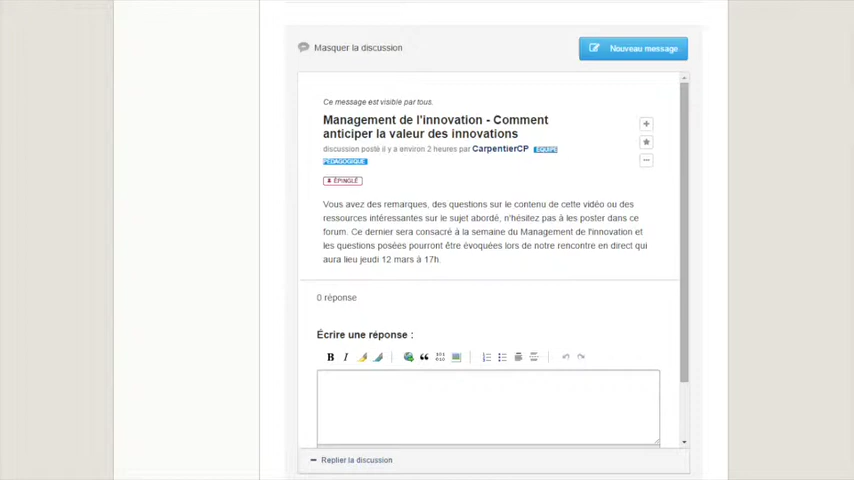 Masquer la discussion
Nouveau message
Ce message est visible par tous.
Management de l'innovation - Comment
anticiper la valeur des innovations
discussion posté il y a environ 2 heures par CarpentierCP ÉQUIPE
PÉDAGOGIQUE
ÉPINGLÉ
Vous avez des remarques, des questions sur le contenu de cette vidéo ou des
ressources intéressantes sur le sujet abordé, n'hésitez pas à les poster dans ce
forum. Ce dernier sera consacré à la semaine du Management de l'innovation et
les questions posées pourront être évoquées lors de notre rencontre en direct qui
aura lieu jeudi 12 mars à 17h.
0 réponse
Écrire une réponse :
B I
Replier la discussion